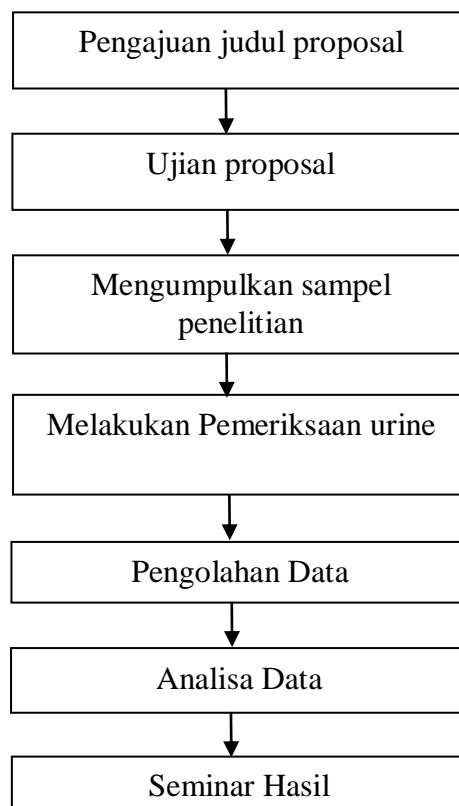 Pengajuan judul proposal
Ujian proposal
Mengumpulkan sampel
penelitian
Melakukan Pemeriksaan urine
Pengolahan Data
Analisa Data
Seminar Hasil